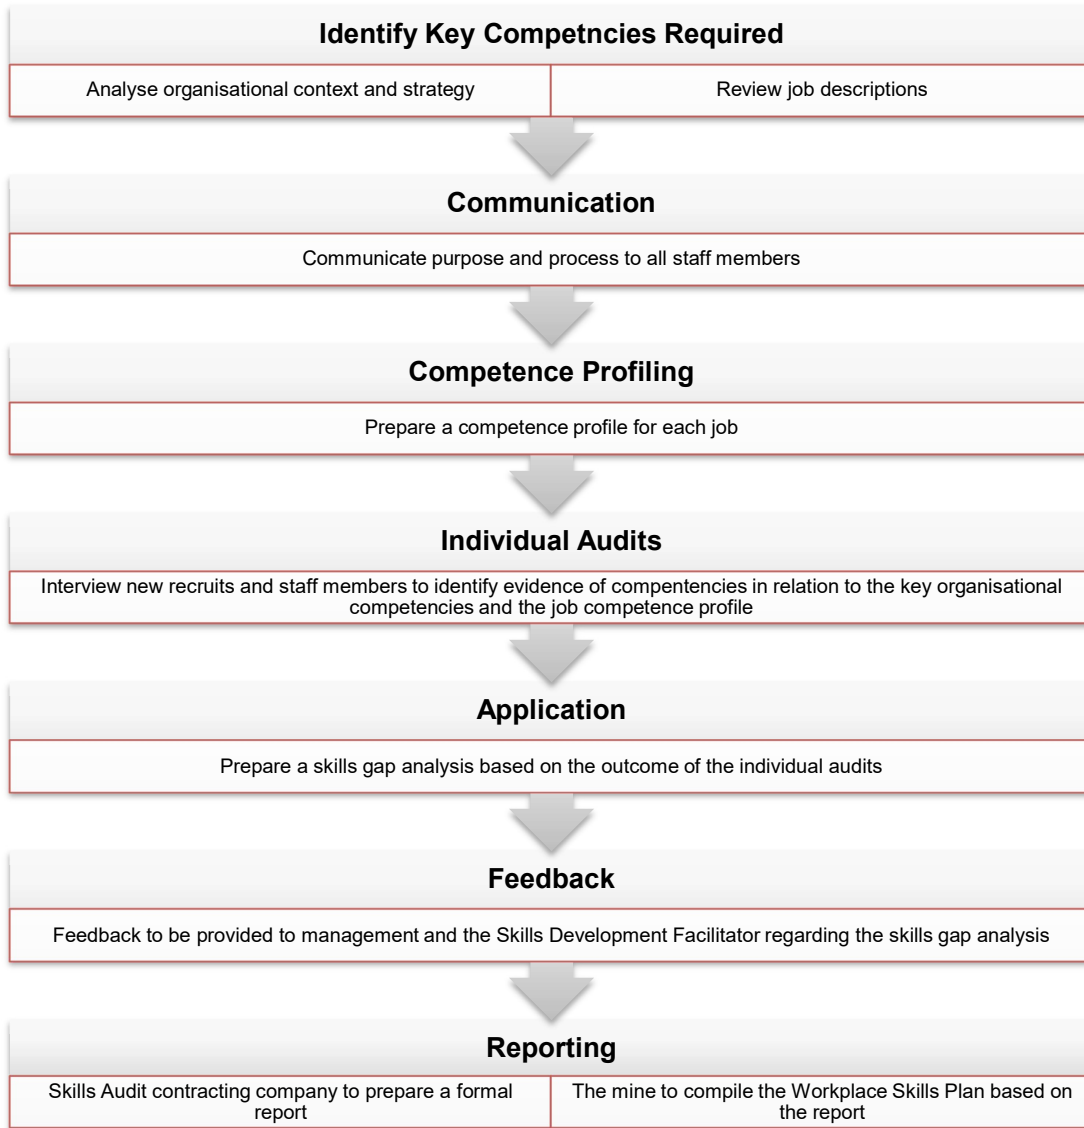 Identify Key Competncies Required
Analyse organisational context and strategy
Review job descriptions
Communication
Communicate purpose and process to all staff members
Competence Profiling
Prepare a competence profile for each job
Individual Audits
Interview new recruits and staff members to identify evidence of compentencies in relation to the key organisational
competencies and the job competence profile
Application
Prepare a skills gap analysis based on the outcome of the individual audits
Feedback
Feedback to be provided to management and the Skills Development Facilitator regarding the skills gap analysis
Reporting
Skills Audit contracting company to prepare a formal
report
The mine to compile the Workplace Skills Plan based on
the report